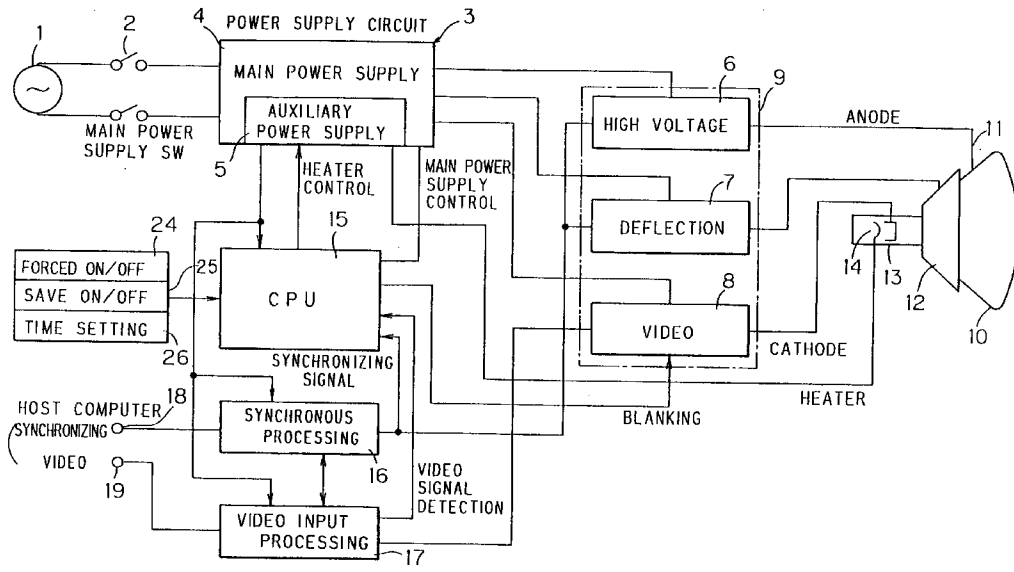 POWER SUPPLY CIRCUIT
1
2
4
3
MAIN POWER SUPPLY
AUXILIARY
POWER SUPPLY
5
MAIN POWER
SUPPLY SW
HEATER
CONTROL
MAIN POWER
SUPPLY
CONTROL
6
9
HIGH VOLTAGE
ANODE
11
7
DEFLECTION
14
13
12
10
8
VIDEO
CATHODE
HEATER
BLANKING
24
FORCED ON/OFF
25
SAVE ON/OFF
TIME SETTING
26
15
CPU
SYNCHRONIZING
SIGNAL
HOST COMPUTER
18
SYNCHRONIZING
VIDEO
19
SYNCHRONOUS
PROCESSING
16
VIDEO
SIGNAL
DETECTION
VIDEO INPUT
PROCESSING
17